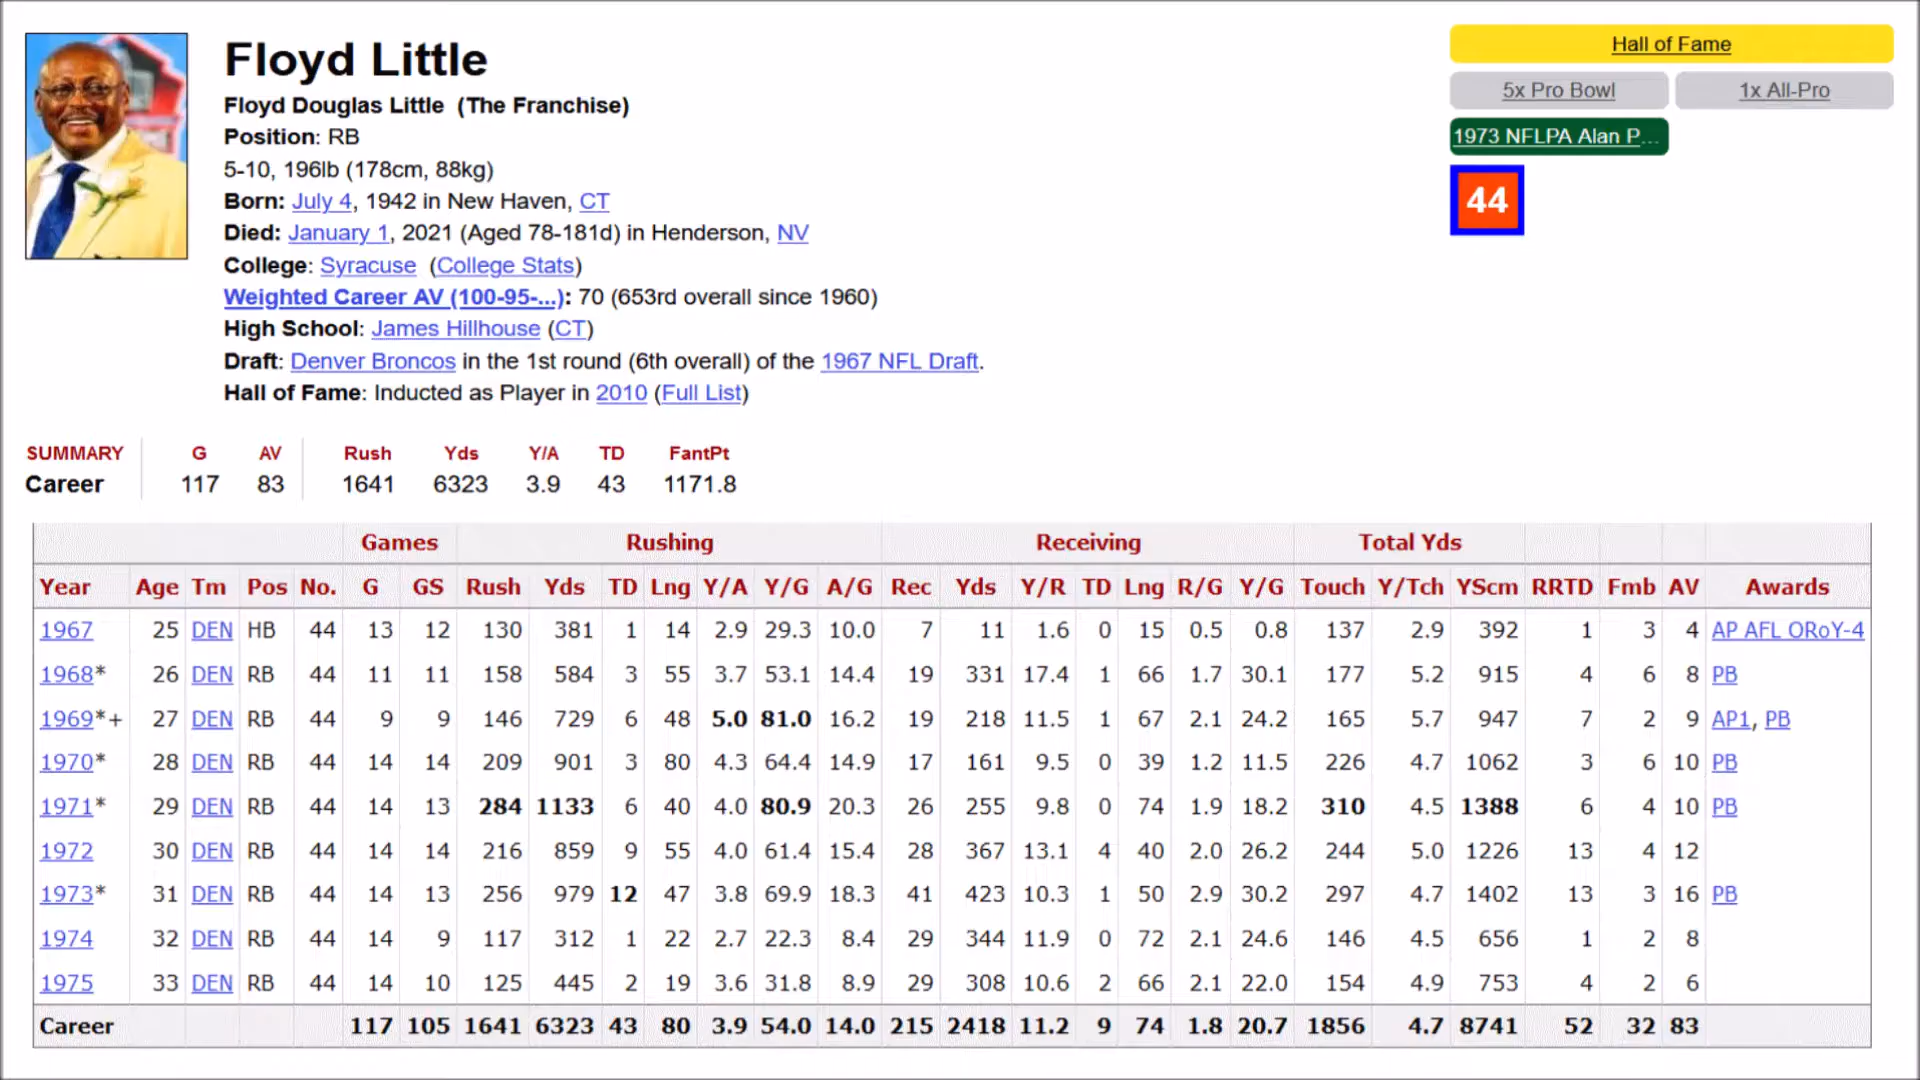 Floyd Little
Floyd Douglas Little (The Franchise)
Position: RB
5-10, 196lb (178cm, 88kg)
Born: July 4, 1942 in New Haven, CT
Died: January 1, 2021 (Aged 78-181d) in Henderson, NV
College: Syracuse (College Stats)
Weighted Career AV (100-95-...): 70 (653rd overall since 1960)
High School: James Hillhouse (CT)
Draft: Denver Broncos in the 1st round (6th overall) of the 1967 NFL Draft.
Hall of Fame: Inducted as Player in 2010 (Full List)
Hall of Fame
5x Pro Bowl 1x All-Pro
1973 NFLPA Alan P...
44
SUMMARY G AV Rush Yds Y/A TD FantPt
Career 117 83 1641 6323 3.9 43 1171.8
Games Rushing Receiving Total Yds
Year Age Tm Pos No. G GS Rush Yds TD Lng Y/A Y/G A/G Rec Yds Y/R TD Lng R/G Y/G Touch Y/Tch YScm RRTD Fmb AV Awards
1967 25 DEN HB 44 13 12 130 381 1 14 2.9 29.3 10.0 7 11 1.6 0 15 0.5 0.8 137 2.9 392 1 3 4 AP AFL ORoY-4
1968* 26 DEN RB 44 11 11 158 584 3 55 3.7 53.1 14.4 19 331 17.4 1 66 1.7 30.1 177 5.2 915 4 6 8 PB
1969*+ 27 DEN RB 44 9 9 146 729 6 48 5.0 81.0 16.2 19 218 11.5 1 67 2.1 24.2 165 5.7 947 7 2 9 AP1, PB
1970* 28 DEN RB 44 14 14 209 901 3 80 4.3 64.4 14.9 17 161 9.5 0 39 1.2 11.5 226 4.7 1062 3 6 10 PB
1971* 29 DEN RB 44 14 13 284 1133 6 40 4.0 80.9 20.3 26 255 9.8 0 74 1.9 18.2 310 4.5 1388 6 4 10 PB
1972 30 DEN RB 44 14 14 216 859 9 55 4.0 61.4 15.4 28 367 13.1 4 40 2.0 26.2 244 5.0 1226 13 4 12
1973* 31 DEN RB 44 14 13 256 979 12 47 3.8 69.9 18.3 41 423 10.3 1 50 2.9 30.2 297 4.7 1402 13 3 16 PB
1974 32 DEN RB 44 14 9 117 312 1 22 2.7 22.3 8.4 29 344 11.9 0 72 2.1 24.6 146 4.5 656 1 2 8
1975 33 DEN RB 44 14 10 125 445 2 19 3.6 31.8 8.9 29 308 10.6 2 66 2.1 22.0 154 4.9 753 4 2 6
Career 117 105 1641 6323 43 80 3.9 54.0 14.0 215 2418 11.2 9 74 1.8 20.7 1856 4.7 8741 52 32 83